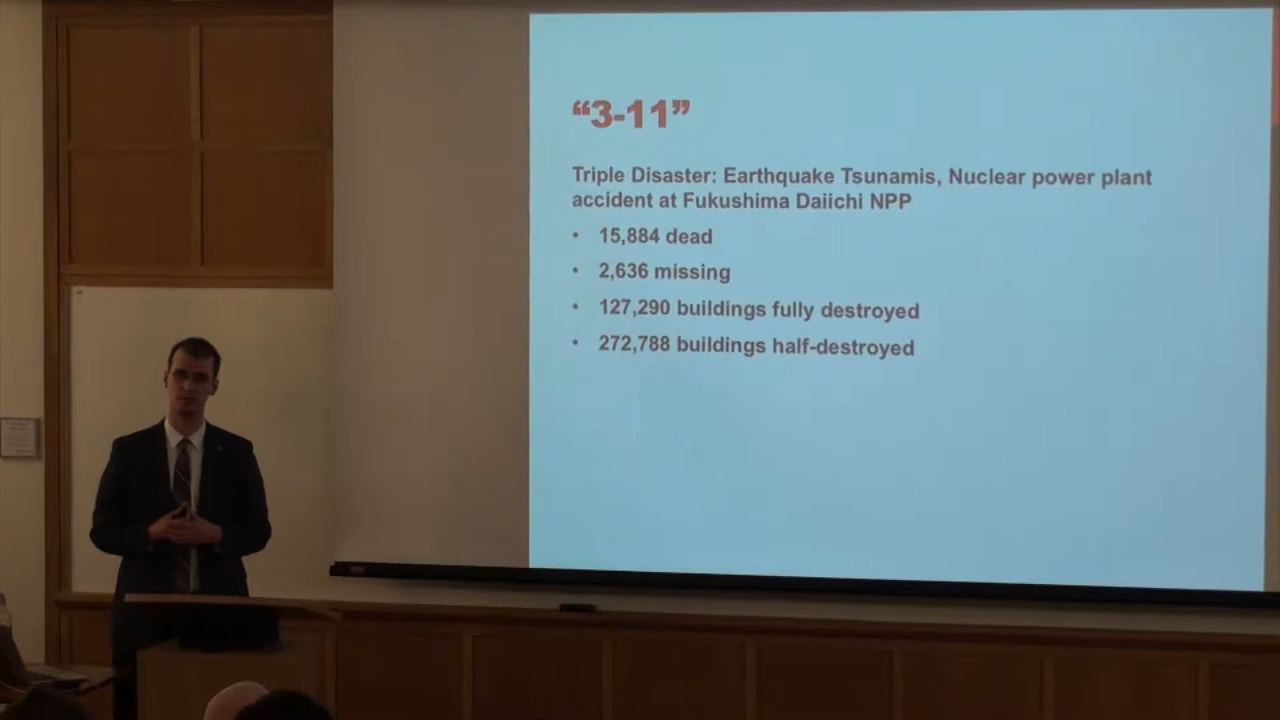 “3-11”
Triple Disaster: Earthquake Tsunamis, Nuclear power plant
accident at Fukushima Daiichi NPP
• 15,884 dead
• 2,636 missing
• 127,290 buildings fully destroyed
• 272,788 buildings half-destroyed